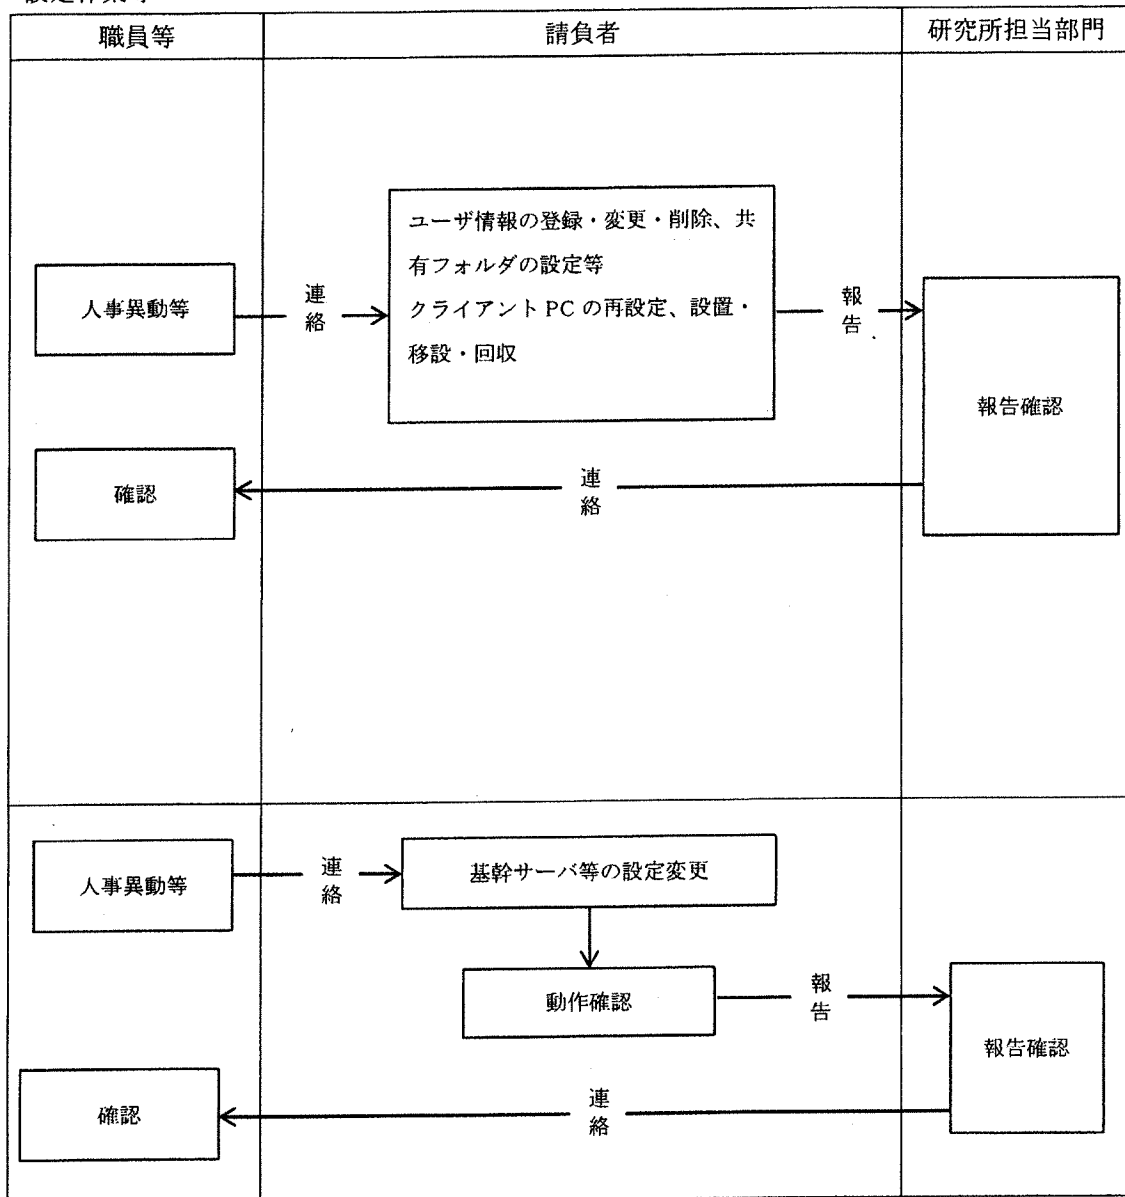 職員等
請負者
研究所担当部門
人事異動等
連絡
ユーザ情報の登録・変更・削除、共
有フォルダの設定等
クライアント PC の再設定、設置・
移設・回収
報告
報告確認
確認
連絡
人事異動等
連絡
基幹サーバ等の設定変更
動作確認
報告
報告確認
確認
連絡